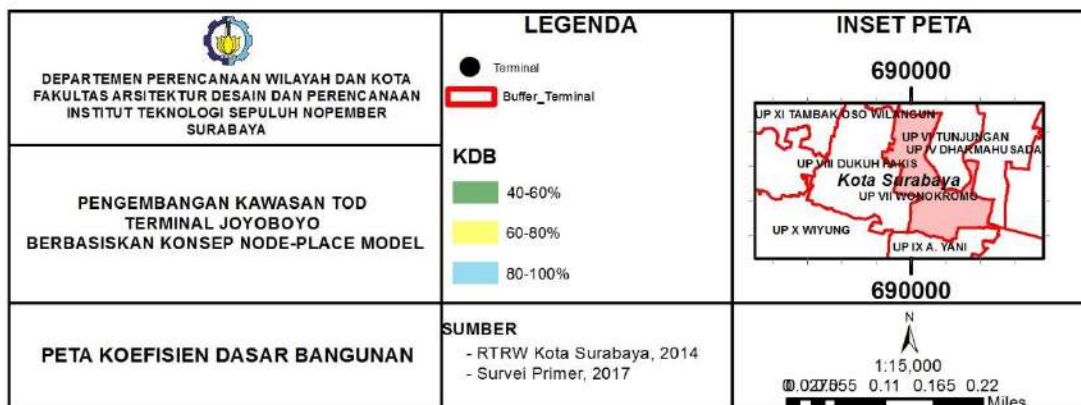 DEPARTEMEN PERENCANAAN WILAYAH DAN KOTA
FAKULTAS ARSITEKTUR DESAIN DAN PERENCANAAN
INSTITUT TEKNOLOGI SEPULUH NOPEMBER
SURABAYA
PENGEMBANGAN KAWASAN TOD
TERMINAL JOYOBOYO
BERBASISKAN KONSEP NODE-PLACE MODEL
PETA KOEFISIEN DASAR BANGUNAN
LEGENDA
Terminal
Buffer_Terminal
KDB
40-60%
60-80%
80-100%
SUMBER
- RTRW Kota Surabaya, 2014
- Survei Primer, 2017
INSET PETA
690000
UP XI TAMBAK OSO WILANGUN
UP VI TUNJUNGAN
UP IV DHARMAHUSADA
UP VIII DUKUH PAKIS
Kota Surabaya
UP VII WONOKROMO
UP X WIYUNG
UP IX A. YANI
690000
N
1:15,000
0.11 0.165 0.22
Miles